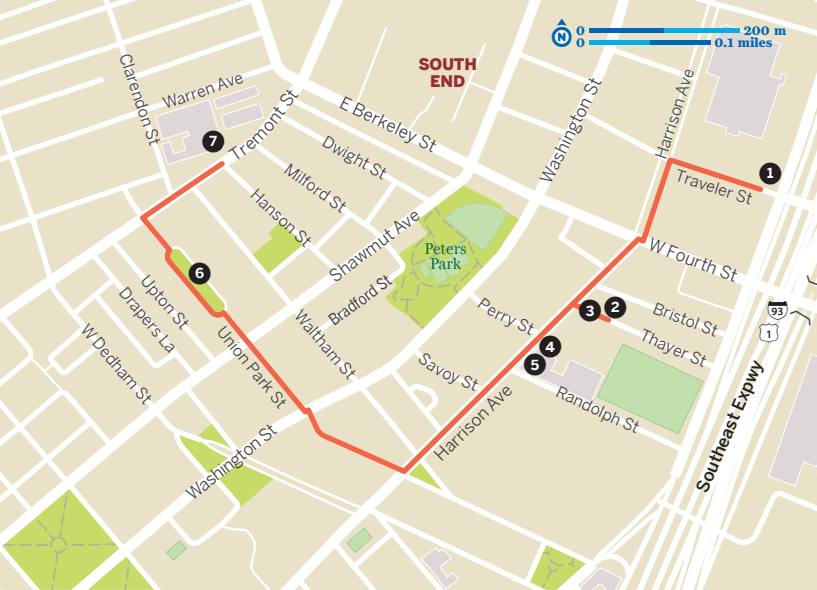 N
0
200 m
0
0.1 miles
SOUTH
END
Clarendon St
Warren Ave
Tremont St
E Berkeley St
Washington St
Harrison Ave
7
Dwight St
Milford St
Hanson St
Shawmut Ave
Traveler St
1
Peters
Park
W Fourth St
6
Upton St
Drapers La
W Dedham St
Union Park St
Waltham St
Bradford St
Perry St
3
2
Bristol St
Thayer St
93
1
4
5
Savoy St
Randolph St
Harrison Ave
Washington St
Southeast Expwy